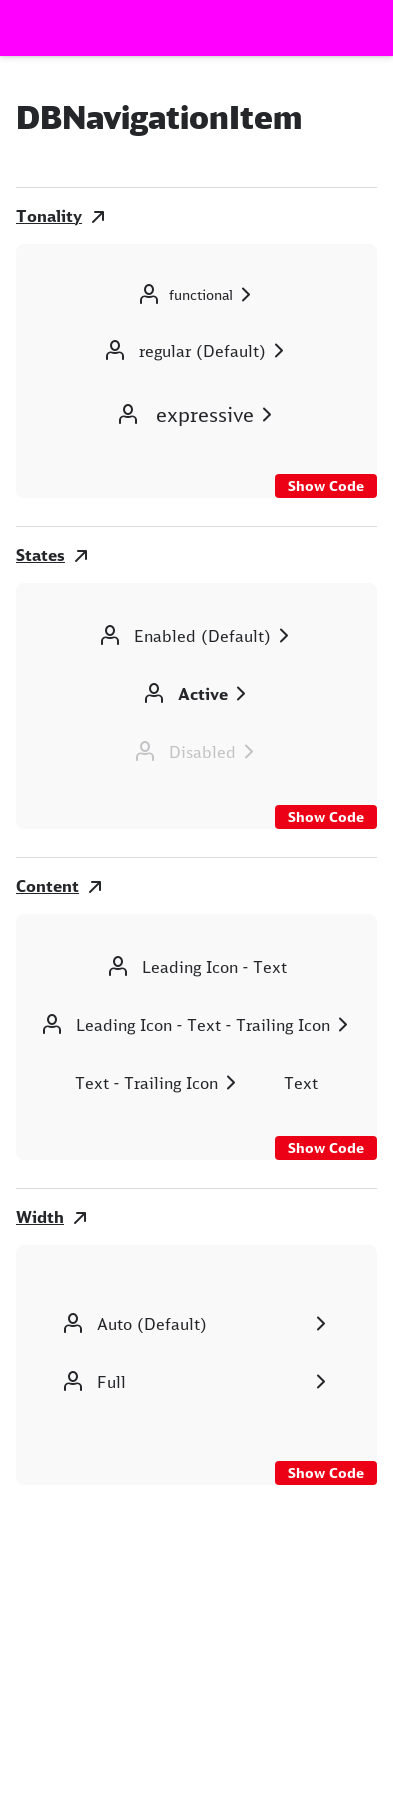 DBNavigationItem
Tonality
functional
regular (Default)
expressive
Show Code
States
Enabled (Default)
Active
Disabled
Show Code
Content
Leading Icon - Text
Leading Icon - Text - Trailing Icon
Text - Trailing Icon Text
Show Code
Width
Auto (Default)
Full
Show Code